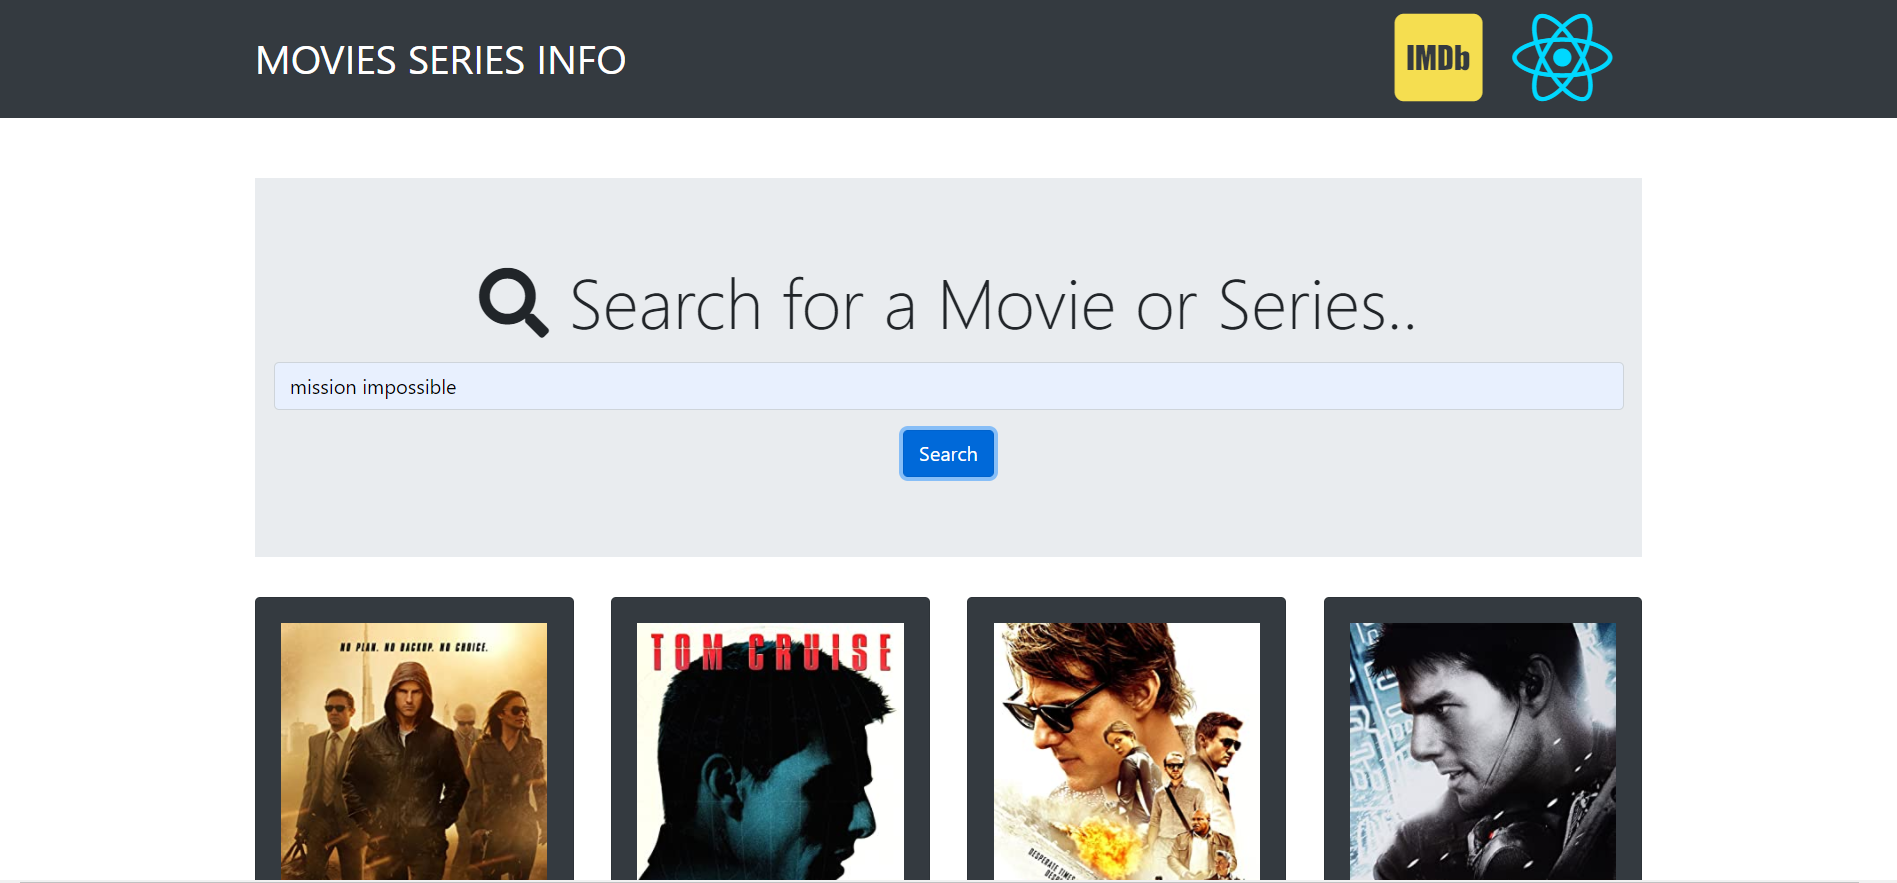 MOVIES SERIES INFO
IMDb
Search for a Movie or Series..
mission impossible
Search
NO PLAN. NO BACKUP. NO CHOICE.
TOM CRUISE
DESPERATE TIMES